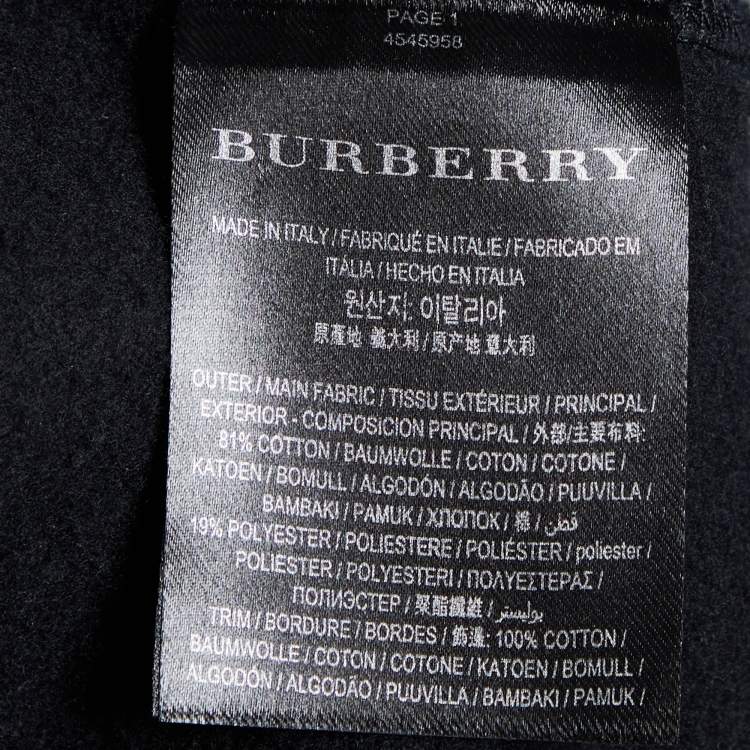 PAGE 1
4545958
BURBERRY
MADE IN ITALY / FABRIQUÉ EN ITALIE / FABRICADO EM
ITÁLIA / HECHO EN ITALIA
원산지: 이탈리아
原產地 義大利 / 原产地 意大利
OUTER / MAIN FABRIC / TISSU EXTÉRIEUR / PRINCIPAL /
EXTERIOR - COMPOSICION PRINCIPAL / 外部/主要布料:
81% COTTON / BAUMWOLLE / COTON / COTONE /
KATOEN / BOMULL / ALGODÓN / ALGODÃO / PUUVILLA /
BAMBAKI / PAMUK / ХЛОПОК / 棉 / قطن
19% POLYESTER / POLIESTERE / POLIÉSTER / poliester /
POLIESTER / POLYESTERI / ΠΟΛΥΕΣΤΕΡΑΣ /
ПОЛИЭСТЕР / 聚酯纖維 / بوليستر
TRIM / BORDURE / BORDES / 飾邊: 100% COTTON /
BAUMWOLLE / COTON / COTONE / KATOEN / BOMULL /
ALGODÓN / ALGODÃO / PUUVILLA / BAMBAKI / PAMUK /